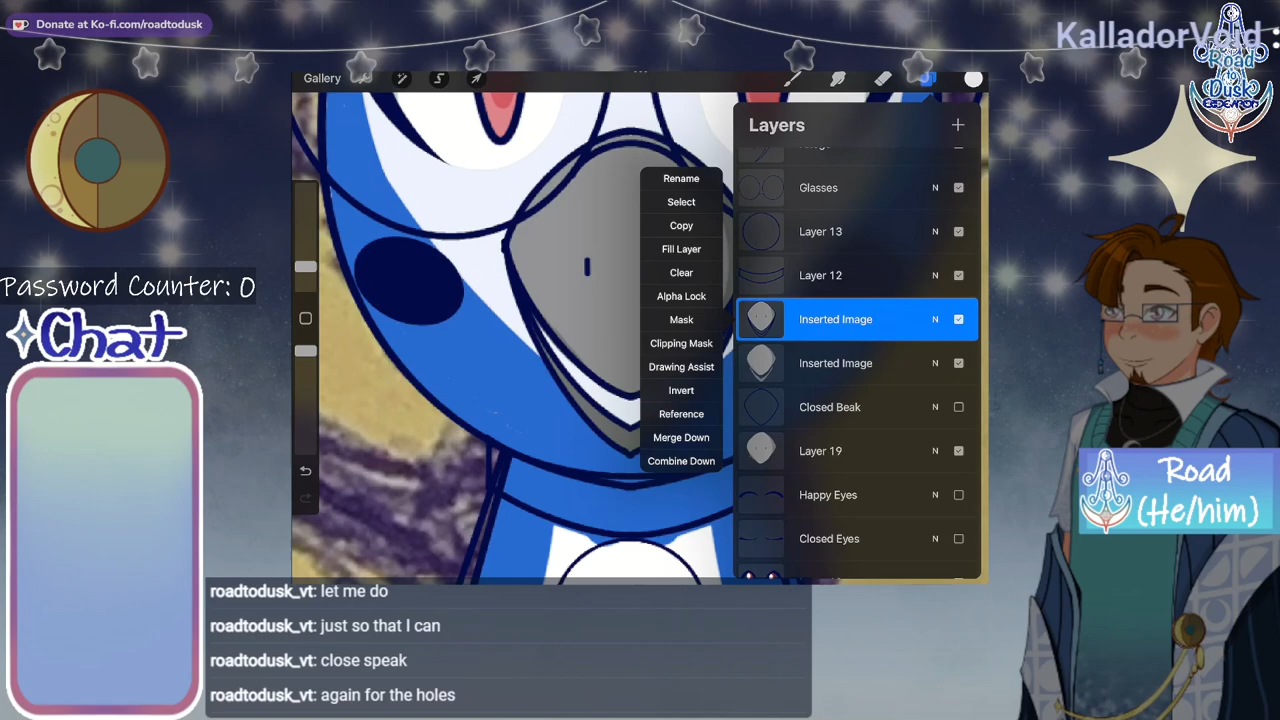 Donate at Ko-fi.com/roadtodusk
KalladorVoid
Road
to
Dusk
Gallery
Layers
Rename
Select
Copy
Fill Layer
Clear
Alpha Lock
Mask
Clipping Mask
Drawing Assist
Invert
Reference
Merge Down
Combine Down
Glasses N
Layer 13 N
Layer 12 N
Inserted Image N
Inserted Image N
Closed Beak N
Layer 19 N
Happy Eyes N
Closed Eyes N
Password Counter: 0
Chat
Road
(He/him)
roadtodusk_vt: let me do
roadtodusk_vt: just so that I can
roadtodusk_vt: close speak
roadtodusk_vt: again for the holes